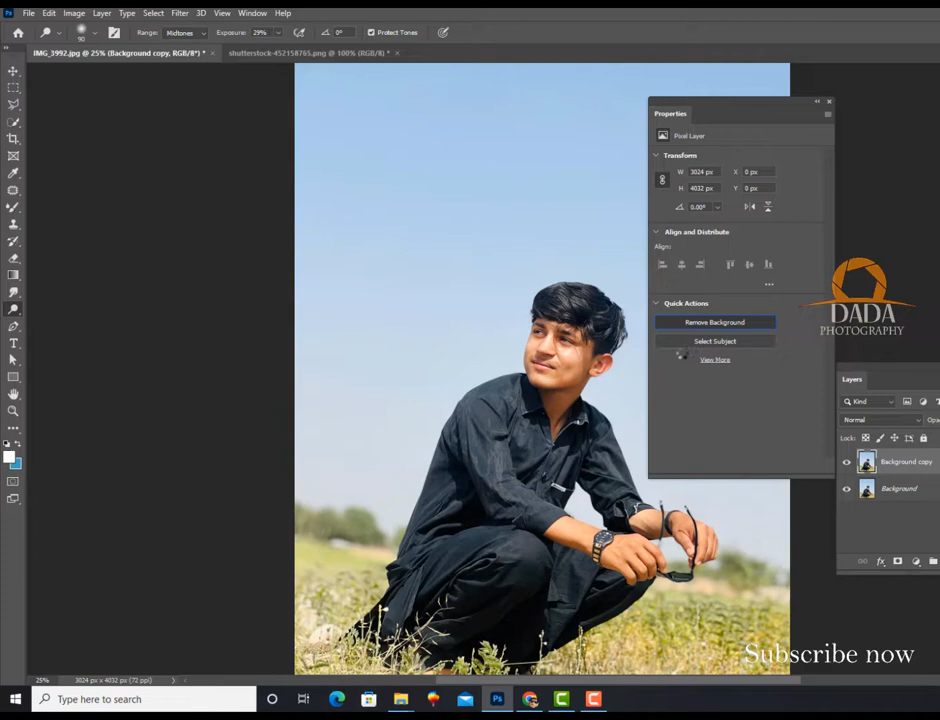 Ps File Edit Image Layer Type Select Filter 3D View Window Help
90 Range: Midtones Exposure: 29% 0° Protect Tones
IMG_3992.jpg @ 25% (Background copy, RGB/8*) * × shutterstock-452158765.png @ 100% (RGB/8) * ×
Properties
Pixel Layer
Transform
W 3024 px X 0 px
H 4032 px Y 0 px
0.00°
Align and Distribute
Align:
Quick Actions
Remove Background
Select Subject
View More
DADA
PHOTOGRAPHY
Layers
Kind
Normal Opa
Lock:
Background copy
Background
Subscribe now
25% 3024 px x 4032 px (72 ppi)
Type here to search
Ps